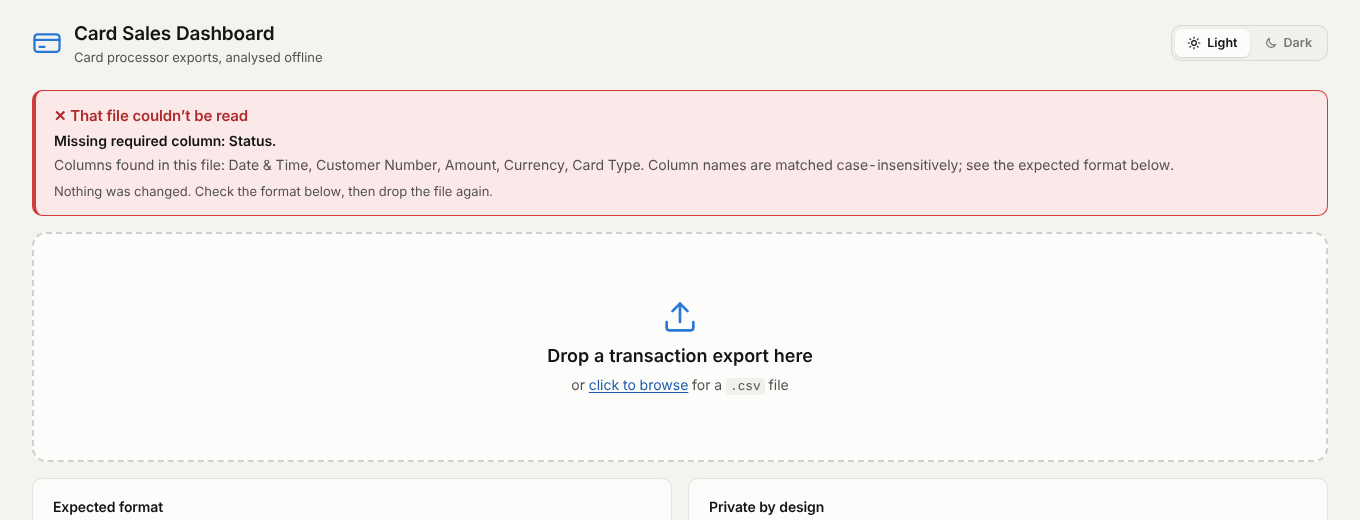 Card Sales Dashboard
Card processor exports, analysed offline
Light
Dark
✕ That file couldn’t be read
Missing required column: Status.
Columns found in this file: Date & Time, Customer Number, Amount, Currency, Card Type. Column names are matched case-insensitively; see the expected format below.
Nothing was changed. Check the format below, then drop the file again.
Drop a transaction export here
or click to browse for a .csv file
Expected format
Private by design